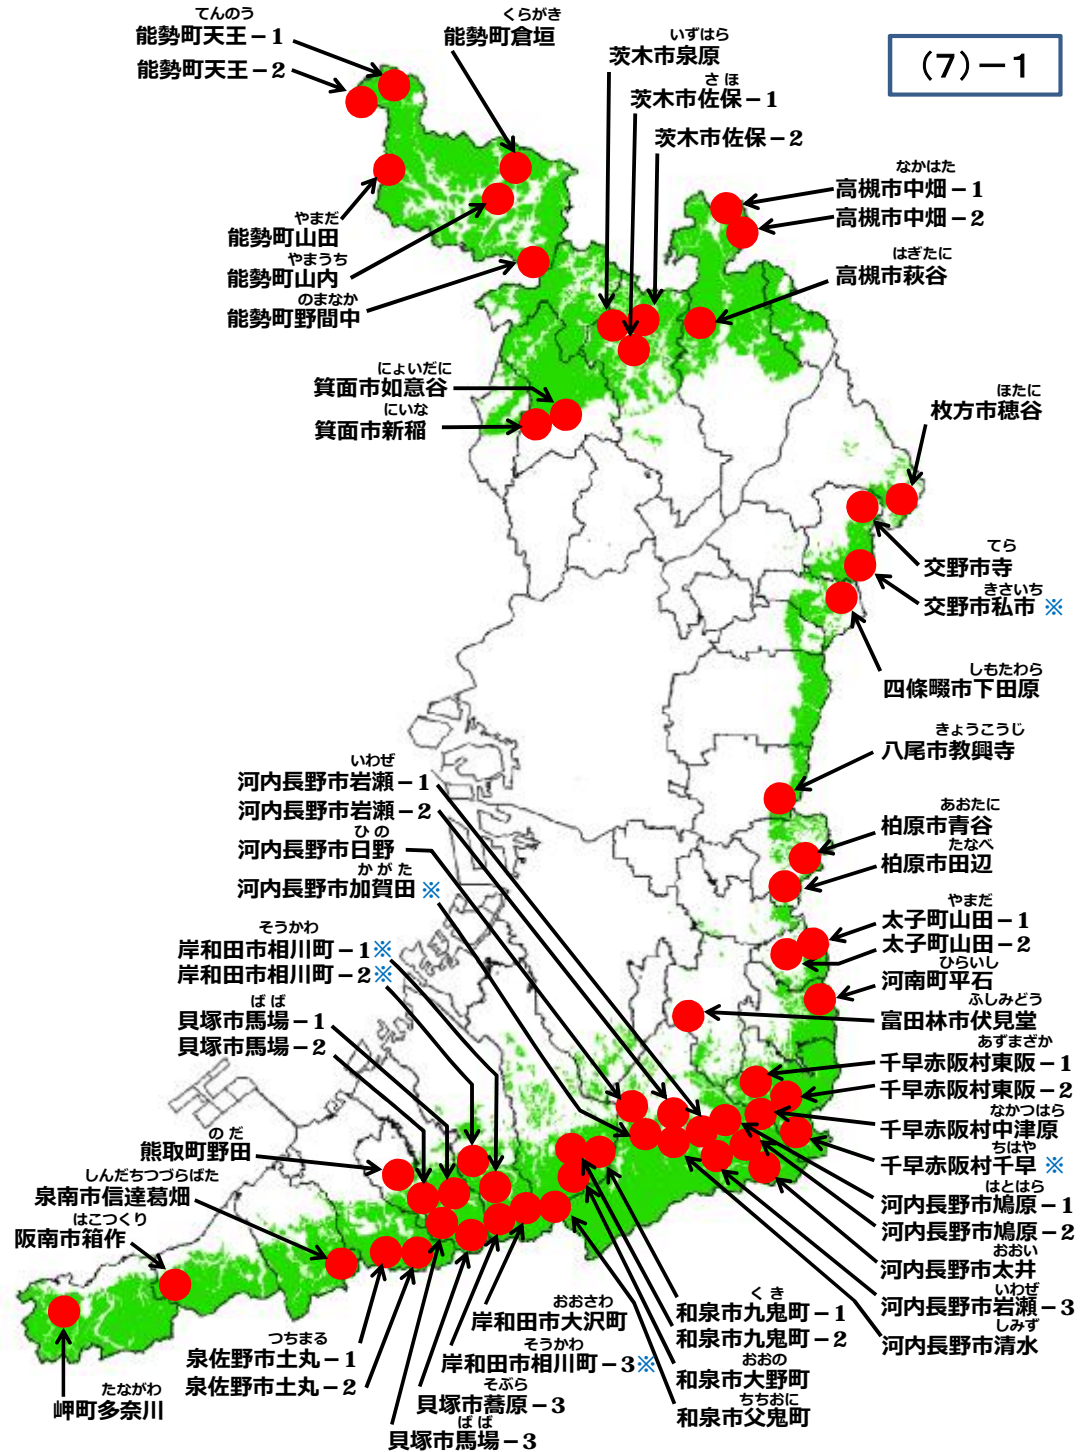 (7)－1
てんのう
能勢町天王－1
能勢町天王－2
くらがき
能勢町倉垣
いずはら
茨木市泉原
さほ
茨木市佐保－1
茨木市佐保－2
なかはた
高槻市中畑－1
高槻市中畑－2
はぎたに
高槻市萩谷
やまだ
能勢町山田
やまうち
能勢町山内
のまなか
能勢町野間中
にょいだに
箕面市如意谷
にいな
箕面市新稲
ほたに
枚方市穂谷
てら
交野市寺
きさいち
交野市私市 ※
しもたわら
四條畷市下田原
きょうこうじ
八尾市教興寺
あおたに
柏原市青谷
たなべ
柏原市田辺
やまだ
太子町山田－1
太子町山田－2
ひらいし
河南町平石
ふしみどう
富田林市伏見堂
あずまざか
千早赤阪村東阪－1
千早赤阪村東阪－2
なかつはら
千早赤阪村中津原
ちはや
千早赤阪村千早 ※
はとはら
河内長野市鳩原－1
河内長野市鳩原－2
おおい
河内長野市太井
いわぜ
河内長野市岩瀬－3
しみず
河内長野市清水
いわぜ
河内長野市岩瀬－1
河内長野市岩瀬－2
ひの
河内長野市日野
かがた
河内長野市加賀田 ※
そうかわ
岸和田市相川町－1※
岸和田市相川町－2※
ばば
貝塚市馬場－1
貝塚市馬場－2
のだ
熊取町野田
しんだちつづらばた
泉南市信達葛畑
はこつくり
阪南市箱作
たながわ
岬町多奈川
つちまる
泉佐野市土丸－1
泉佐野市土丸－2
おおさわ
岸和田市大沢町
そうかわ
岸和田市相川町－3※
そぶら
貝塚市蕎原－3
ばば
貝塚市馬場－3
くき
和泉市九鬼町－1
和泉市九鬼町－2
おおの
和泉市大野町
ちちおに
和泉市父鬼町